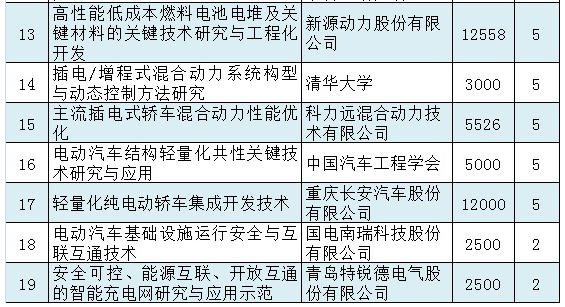 13 高性能低成本燃料电池电堆及关键材料的关键技术研究与工程化开发 新源动力股份有限公司 12558 5
14 插电/增程式混合动力系统构型与动态控制方法研究 清华大学 3000 5
15 主流插电式轿车混合动力性能优化 科力远混合动力技术有限公司 5526 5
16 电动汽车结构轻量化共性关键技术研究与应用 中国汽车工程学会 5000 5
17 轻量化纯电动轿车集成开发技术 重庆长安汽车股份有限公司 12000 5
18 电动汽车基础设施运行安全与互联互通技术 国电南瑞科技股份有限公司 2500 2
19 安全可控、能源互联、开放互通的智能充电网研究与应用示范 青岛特锐德电气股份有限公司 2500 2